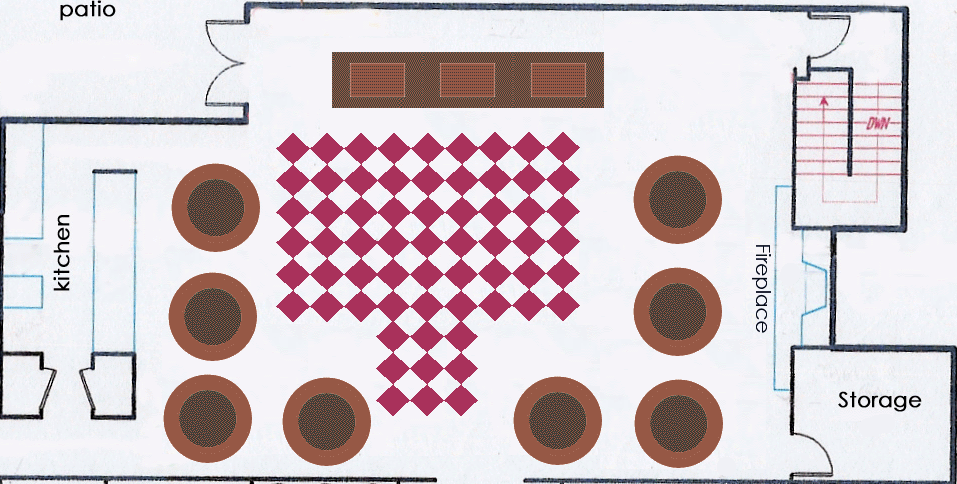 patio
DWN
kitchen
Fireplace
Storage